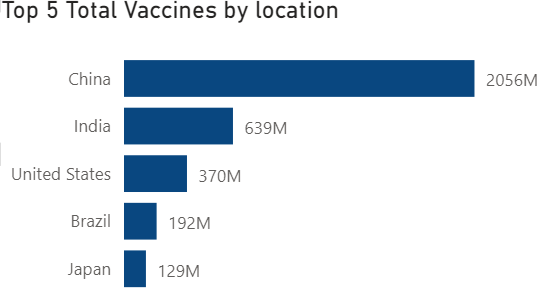 Top 5 Total Vaccines by location
China 2056M
India 639M
United States 370M
Brazil 192M
Japan 129M